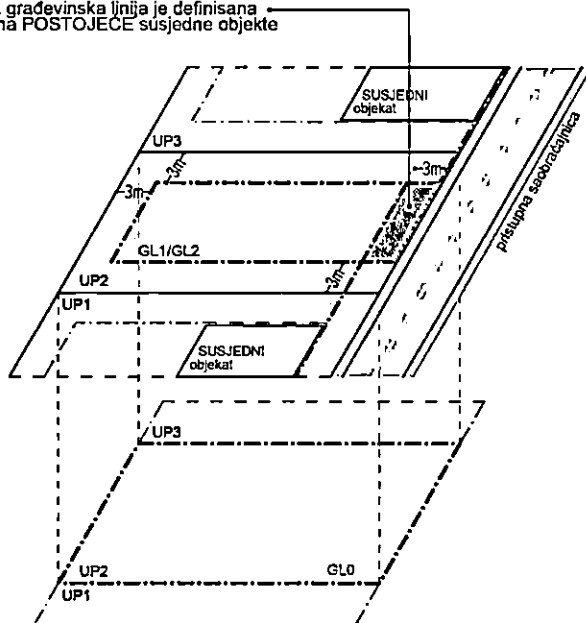 građevinska linija je definisana
na POSTOJEĆE susjedne objekte
SUSJEDNI
objekat
UP3
3m
3m
3m
pristupna saobraćajnica
GL1/GL2
3m
UP2
UP1
SUSJEDNI
objekat
UP3
UP2
GL0
UP1